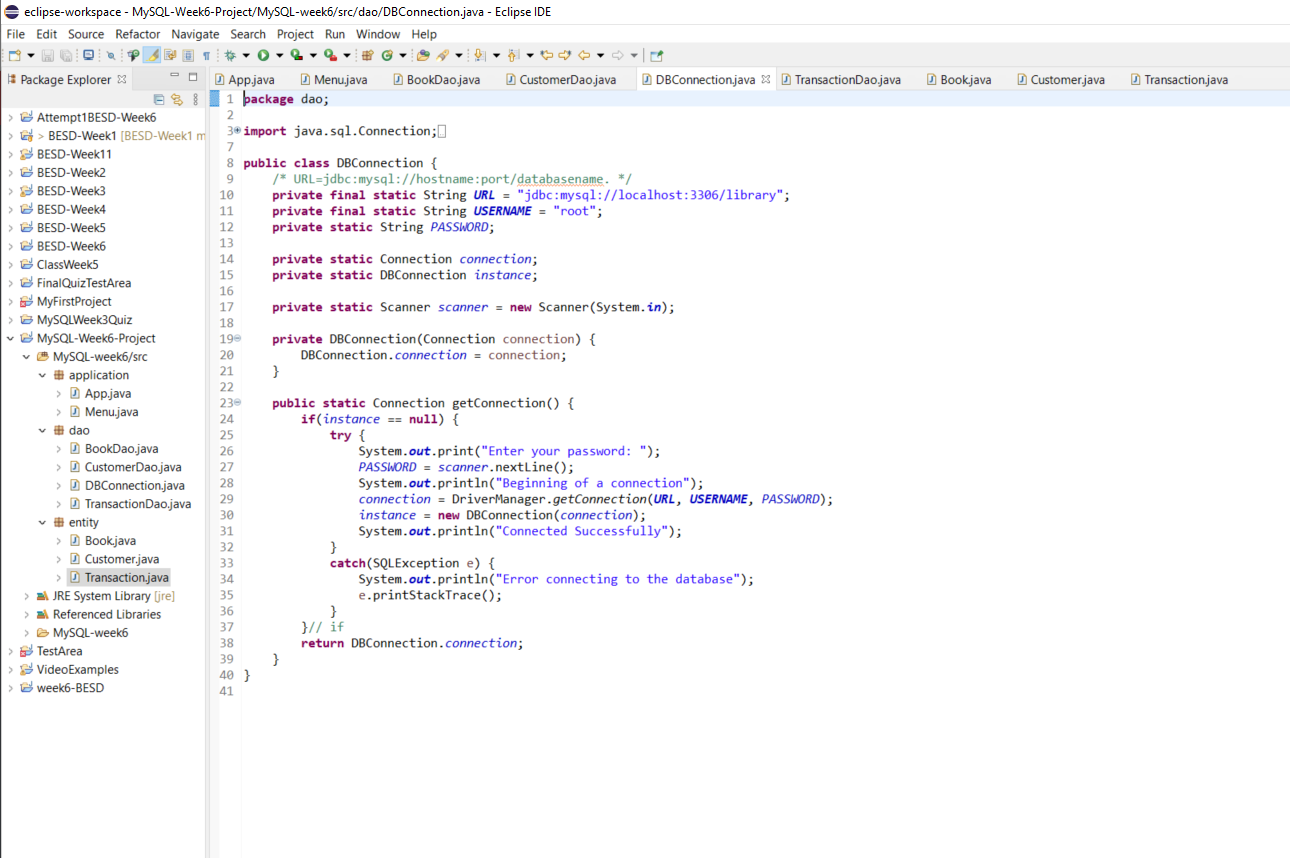 eclipse-workspace - MySQL-Week6-Project/MySQL-week6/src/dao/DBConnection.java - Eclipse IDE
File Edit Source Refactor Navigate Search Project Run Window Help
Package Explorer
Attempt1BESD-Week6
> BESD-Week1 [BESD-Week1 m
BESD-Week11
BESD-Week2
BESD-Week3
BESD-Week4
BESD-Week5
BESD-Week6
ClassWeek5
FinalQuizTestArea
MyFirstProject
MySQLWeek3Quiz
MySQL-Week6-Project
MySQL-week6/src
application
App.java
Menu.java
dao
BookDao.java
CustomerDao.java
DBConnection.java
TransactionDao.java
entity
Book.java
Customer.java
Transaction.java
JRE System Library [jre]
Referenced Libraries
MySQL-week6
TestArea
VideoExamples
week6-BESD
App.java Menu.java BookDao.java CustomerDao.java DBConnection.java TransactionDao.java Book.java Customer.java Transaction.java
1 package dao;
2
3 import java.sql.Connection;
7
8 public class DBConnection {
9     /* URL=jdbc:mysql://hostname:port/databasename. */
10     private final static String URL = "jdbc:mysql://localhost:3306/library";
11     private final static String USERNAME = "root";
12     private static String PASSWORD;
13
14     private static Connection connection;
15     private static DBConnection instance;
16
17     private static Scanner scanner = new Scanner(System.in);
18
19     private DBConnection(Connection connection) {
20         DBConnection.connection = connection;
21     }
22
23     public static Connection getConnection() {
24         if(instance == null) {
25             try {
26                 System.out.print("Enter your password: ");
27                 PASSWORD = scanner.nextLine();
28                 System.out.println("Beginning of a connection");
29                 connection = DriverManager.getConnection(URL, USERNAME, PASSWORD);
30                 instance = new DBConnection(connection);
31                 System.out.println("Connected Successfully");
32             }
33             catch(SQLException e) {
34                 System.out.println("Error connecting to the database");
35                 e.printStackTrace();
36             }
37         }// if
38         return DBConnection.connection;
39     }
40 }
41